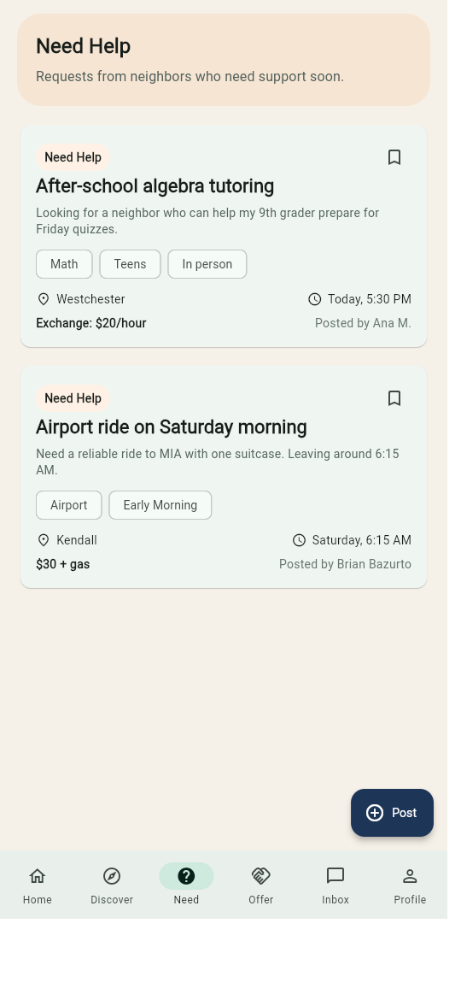 Need Help
Requests from neighbors who need support soon.
Need Help
After-school algebra tutoring
Looking for a neighbor who can help my 9th grader prepare for
Friday quizzes.
Math Teens In person
Westchester Today, 5:30 PM
Exchange: $20/hour Posted by Ana M.
Need Help
Airport ride on Saturday morning
Need a reliable ride to MIA with one suitcase. Leaving around 6:15
AM.
Airport Early Morning
Kendall Saturday, 6:15 AM
$30 + gas Posted by Brian Bazurto
Post
Home Discover Need Offer Inbox Profile